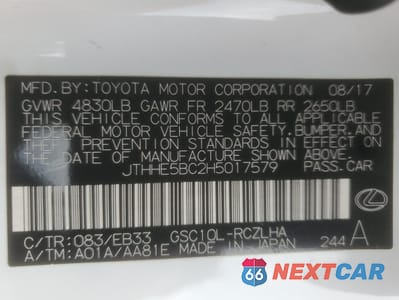 MFD.BY:TOYOTA MOTOR CORPORATION 08/17
GVWR 4830LB GAWR FR 2470LB RR 2650LB
THIS VEHICLE CONFORMS TO ALL APPLICABLE
FEDERAL MOTOR VEHICLE SAFETY,BUMPER,AND
THEFT PREVENTION STANDARDS IN EFFECT
ON THE DATE OF MANUFACTURE SHOWN ABOVE.
JTHHE5BC2H5017579 PASS.CAR
C/TR:083/EB33 GSC10L-RCZLHA
A/TM:A01A/AA81E MADE IN JAPAN 244 A
66 NEXTCAR